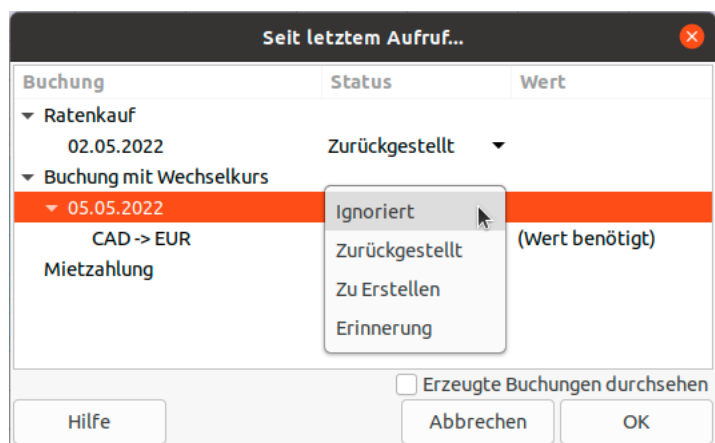 Seit letztem Aufruf...
Buchung Status Wert
Ratenkauf
02.05.2022 Zurückgestellt
Buchung mit Wechselkurs
05.05.2022 Ignoriert
CAD -> EUR Zurückgestellt (Wert benötigt)
Mietzahlung Zu Erstellen
Erinnerung
Erzeugte Buchungen durchsehen
Hilfe Abbrechen OK